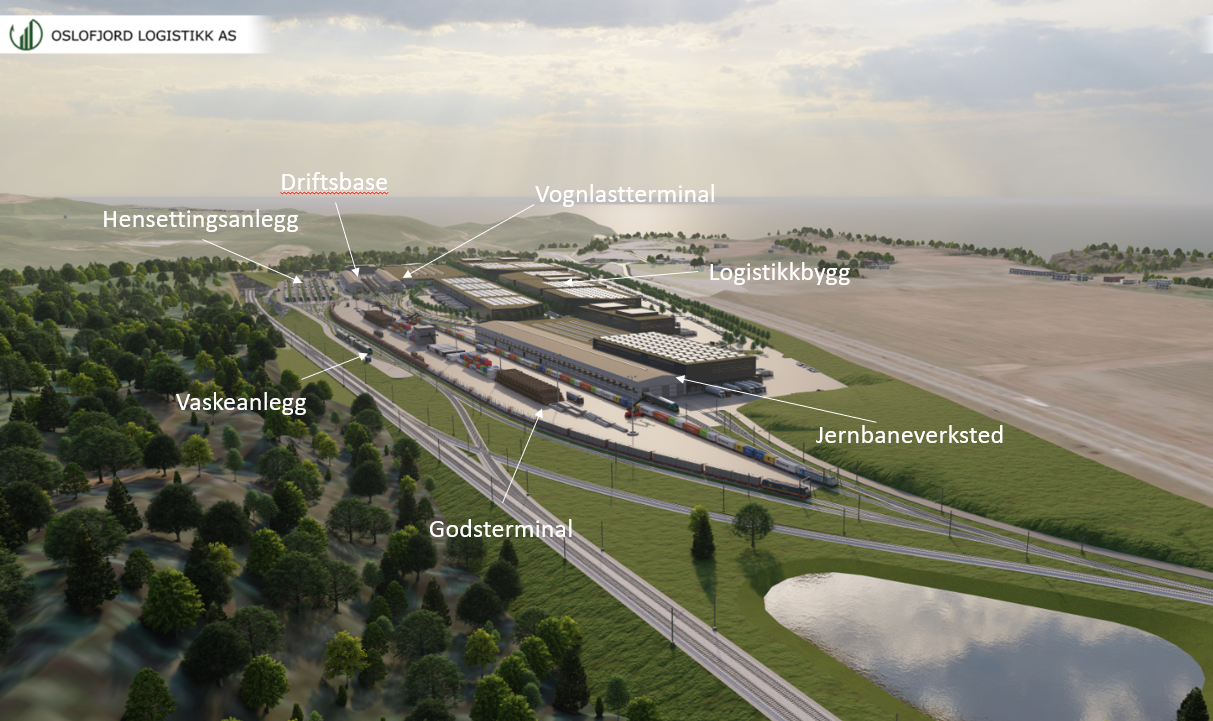 OSLOFJORD LOGISTIKK AS
Driftsbase
Vognlastterminal
Hensettingsanlegg
Logistikkbygg
Vaskeanlegg
Jernbaneverksted
Godsterminal